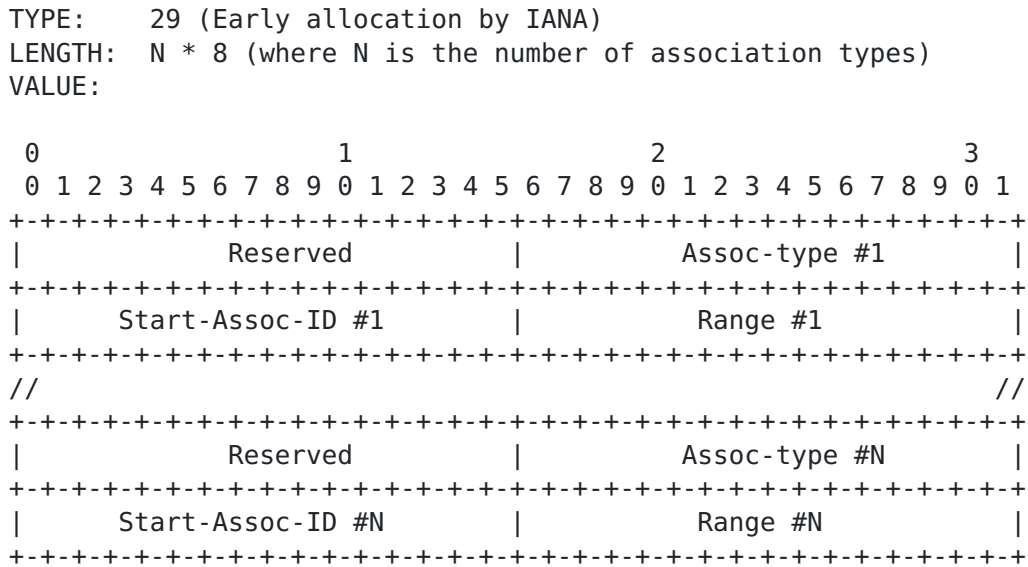 TYPE:    29 (Early allocation by IANA)
LENGTH:  N * 8 (where N is the number of association types)
VALUE:

 0                   1                   2                   3
 0 1 2 3 4 5 6 7 8 9 0 1 2 3 4 5 6 7 8 9 0 1 2 3 4 5 6 7 8 9 0 1
+-+-+-+-+-+-+-+-+-+-+-+-+-+-+-+-+-+-+-+-+-+-+-+-+-+-+-+-+-+-+-+-+
|             Reserved          |          Assoc-type #1        |
+-+-+-+-+-+-+-+-+-+-+-+-+-+-+-+-+-+-+-+-+-+-+-+-+-+-+-+-+-+-+-+-+
|      Start-Assoc-ID #1        |           Range #1            |
+-+-+-+-+-+-+-+-+-+-+-+-+-+-+-+-+-+-+-+-+-+-+-+-+-+-+-+-+-+-+-+-+
//                                                             //
+-+-+-+-+-+-+-+-+-+-+-+-+-+-+-+-+-+-+-+-+-+-+-+-+-+-+-+-+-+-+-+-+
|             Reserved          |          Assoc-type #N        |
+-+-+-+-+-+-+-+-+-+-+-+-+-+-+-+-+-+-+-+-+-+-+-+-+-+-+-+-+-+-+-+-+
|      Start-Assoc-ID #N        |           Range #N            |
+-+-+-+-+-+-+-+-+-+-+-+-+-+-+-+-+-+-+-+-+-+-+-+-+-+-+-+-+-+-+-+-+